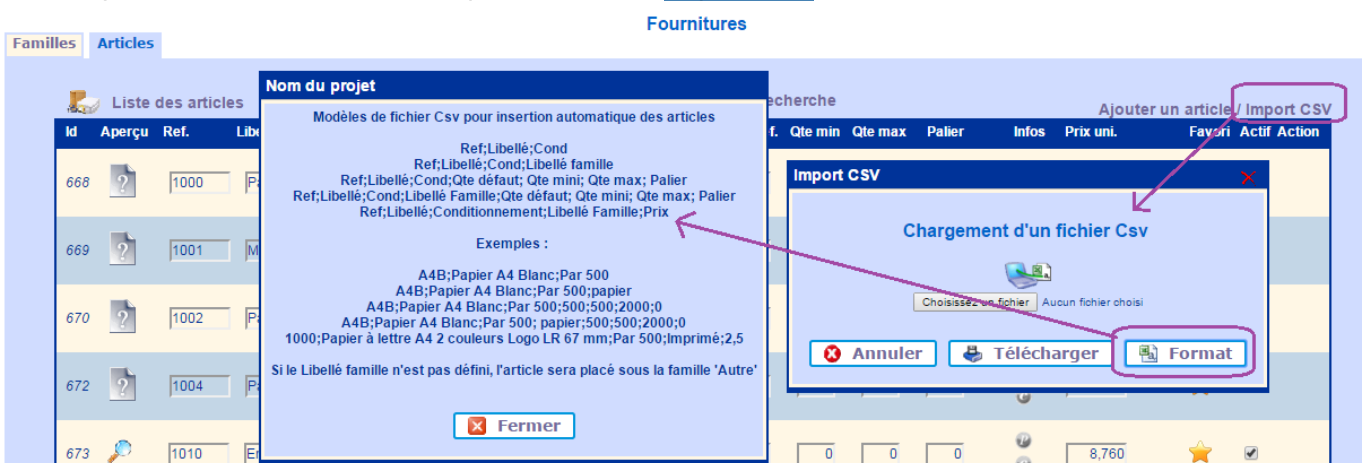 Fournitures
Familles Articles
Liste des articles
Ajouter un article / Import CSV
Id Aperçu Ref. Qte min Qte max Palier Infos Prix uni. Favori Actif Action
Nom du projet
Modèles de fichier Csv pour insertion automatique des articles
Ref;Libellé;Cond
Ref;Libellé;Cond;Libellé famille
Ref;Libellé;Cond;Qte défaut; Qte mini; Qte max; Palier
Ref;Libellé;Cond;Libellé Famille;Qte défaut; Qte mini; Qte max; Palier
Ref;Libellé;Conditionnement;Libellé Famille;Prix
Exemples :
A4B;Papier A4 Blanc;Par 500
A4B;Papier A4 Blanc;Par 500;papier
A4B;Papier A4 Blanc;Par 500;500;500;2000;0
A4B;Papier A4 Blanc;Par 500; papier;500;500;2000;0
1000;Papier à lettre A4 2 couleurs Logo LR 67 mm;Par 500;Imprimé;2,5
Si le Libellé famille n'est pas défini, l'article sera placé sous la famille 'Autre'
Fermer
Import CSV
Chargement d'un fichier Csv
Choisissez un fichier Aucun fichier choisi
Annuler Télécharger Format
668 1000
669 1001
670 1002
672 1004
673 1010 0 0 0 8,760